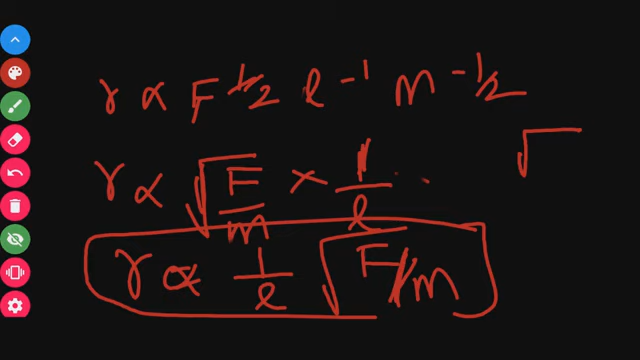 γ ∝ F^1/2 l^-1 m^-1/2
γ ∝ √(F/m) × 1/l
√
γ ∝ 1/l √(F/m)